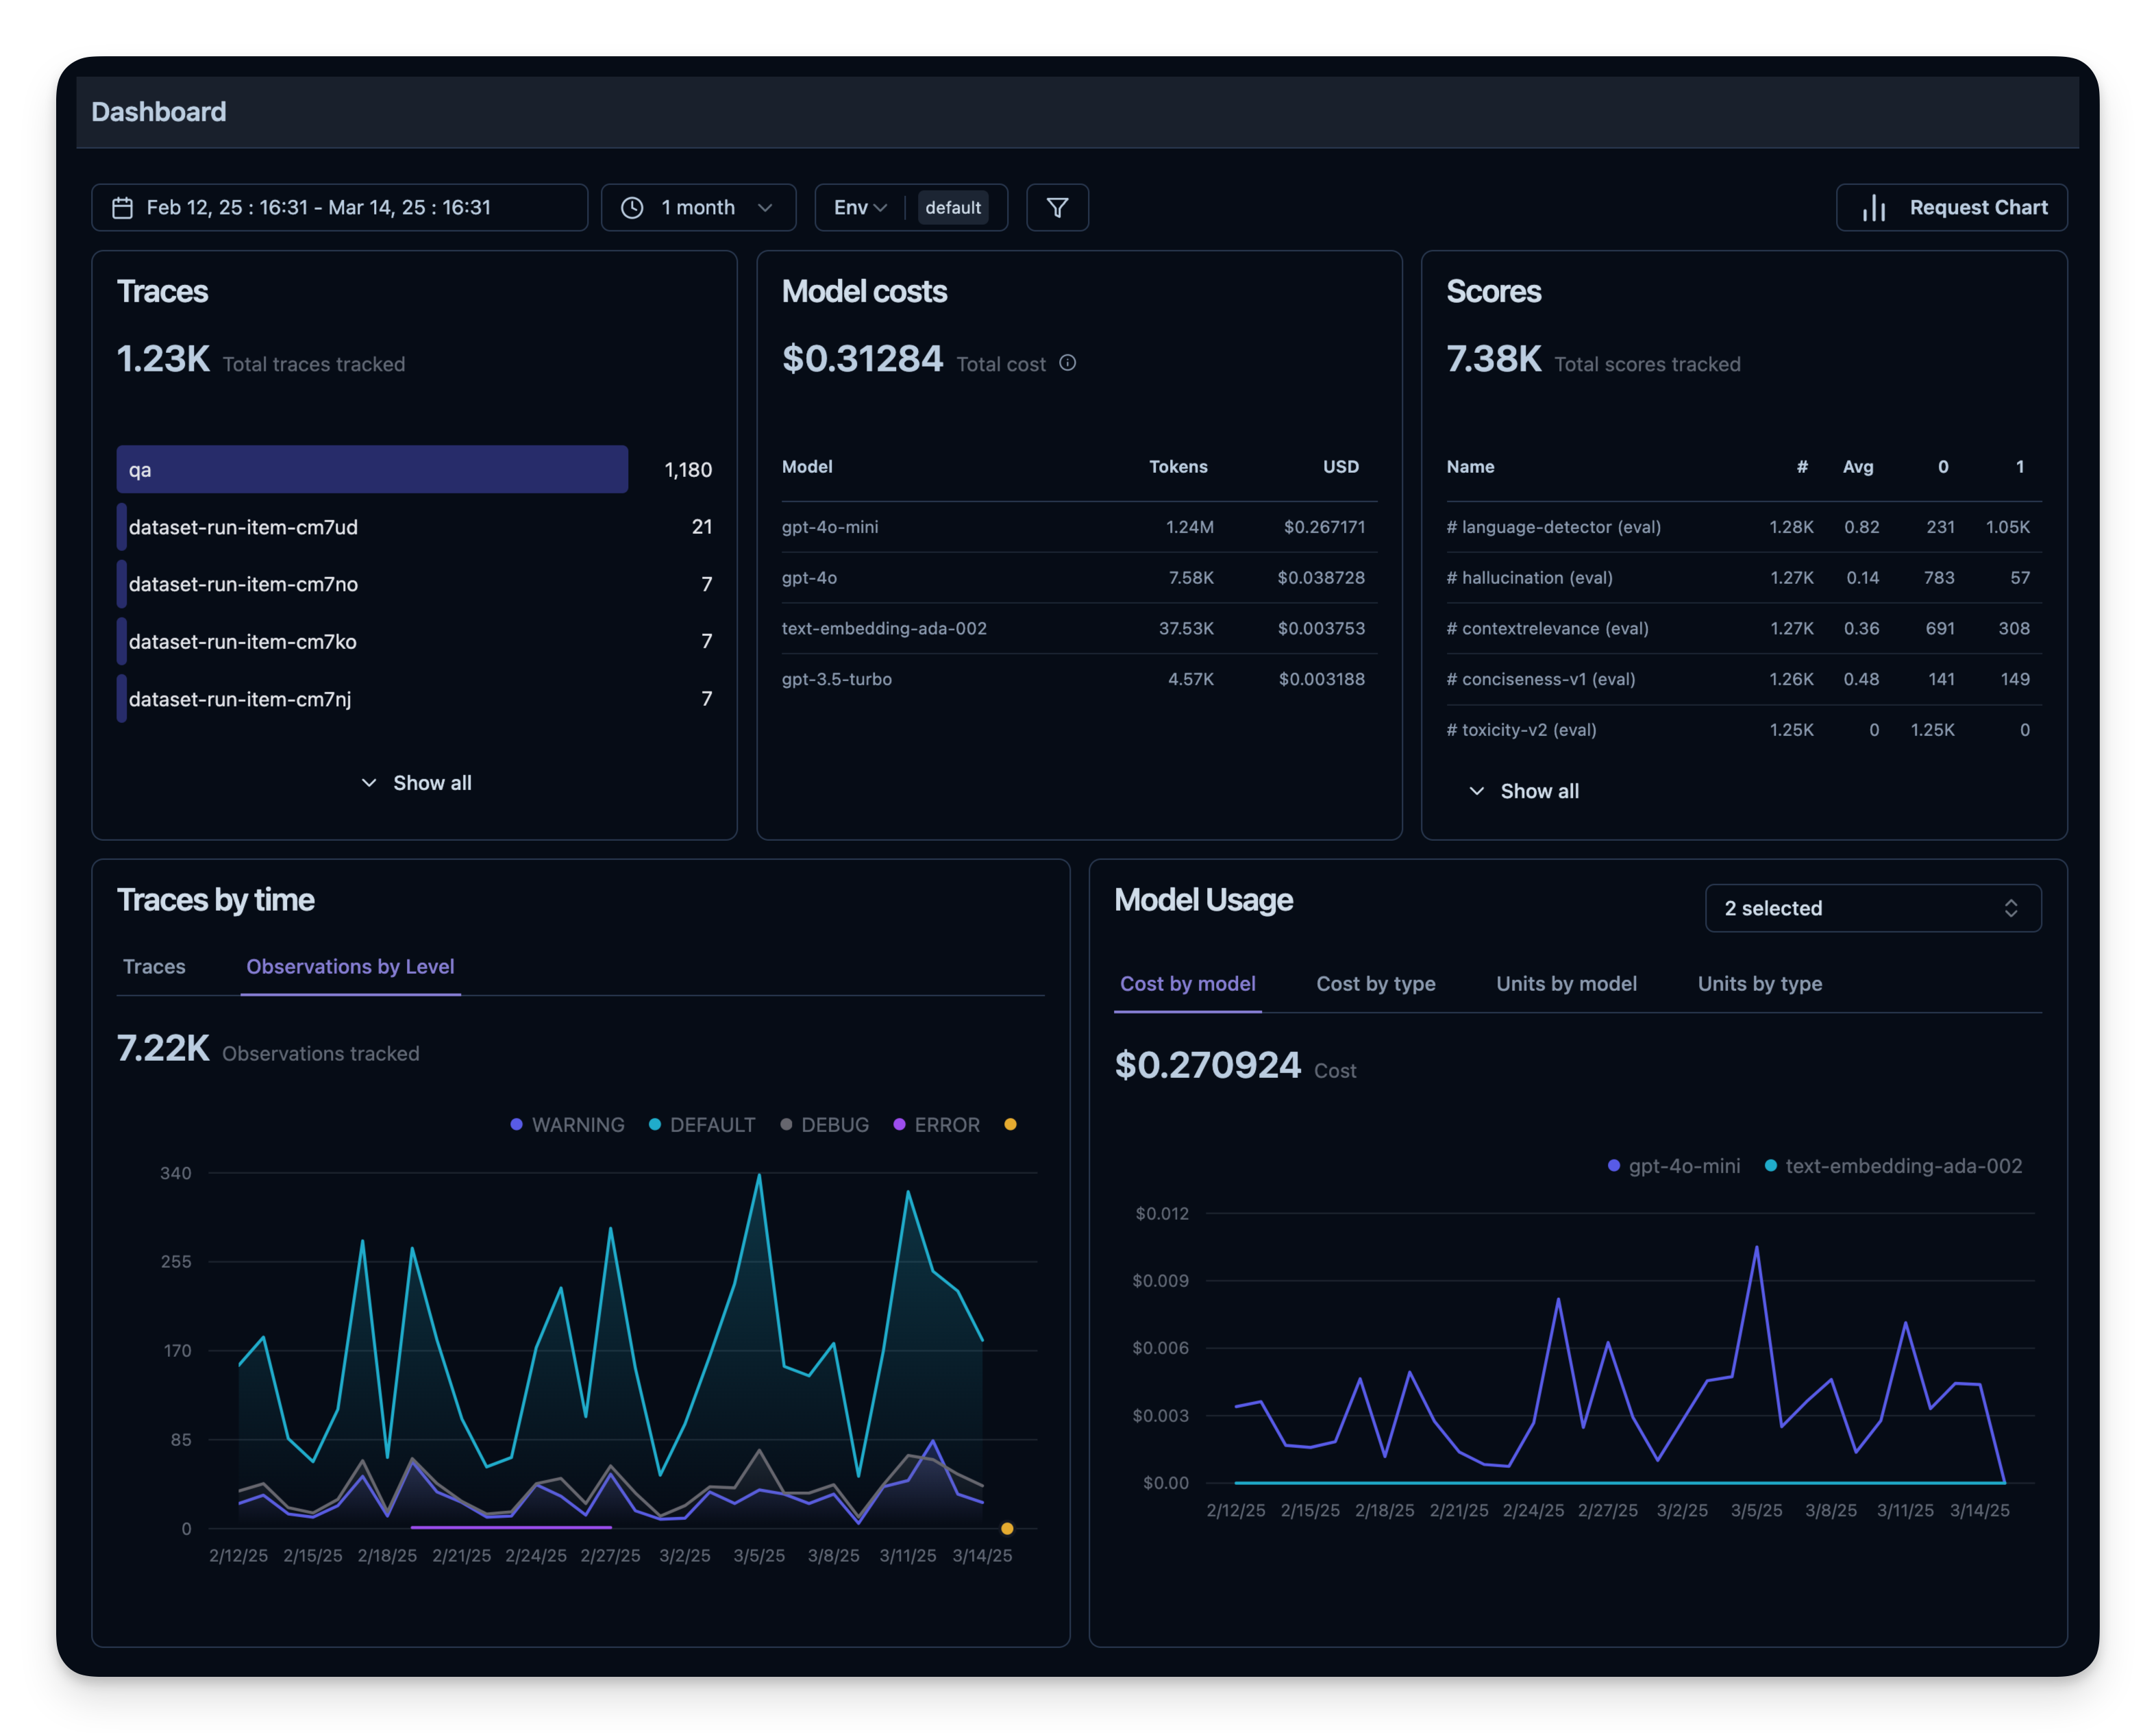 Dashboard
Feb 12, 25 : 16:31 - Mar 14, 25 : 16:31
1 month
Env
default
Request Chart
Traces
1.23K Total traces tracked
qa 1,180
dataset-run-item-cm7ud 21
dataset-run-item-cm7no 7
dataset-run-item-cm7ko 7
dataset-run-item-cm7nj 7
Show all
Model costs
$0.31284 Total cost
Model Tokens USD
gpt-4o-mini 1.24M $0.267171
gpt-4o 7.58K $0.038728
text-embedding-ada-002 37.53K $0.003753
gpt-3.5-turbo 4.57K $0.003188
Scores
7.38K Total scores tracked
Name # Avg 0 1
# language-detector (eval) 1.28K 0.82 231 1.05K
# hallucination (eval) 1.27K 0.14 783 57
# contextrelevance (eval) 1.27K 0.36 691 308
# conciseness-v1 (eval) 1.26K 0.48 141 149
# toxicity-v2 (eval) 1.25K 0 1.25K 0
Show all
Traces by time
Traces Observations by Level
7.22K Observations tracked
WARNING DEFAULT DEBUG ERROR
340
255
170
85
0
2/12/25 2/15/25 2/18/25 2/21/25 2/24/25 2/27/25 3/2/25 3/5/25 3/8/25 3/11/25 3/14/25
Model Usage
2 selected
Cost by model Cost by type Units by model Units by type
$0.270924 Cost
gpt-4o-mini text-embedding-ada-002
$0.012
$0.009
$0.006
$0.003
$0.00
2/12/25 2/15/25 2/18/25 2/21/25 2/24/25 2/27/25 3/2/25 3/5/25 3/8/25 3/11/25 3/14/25